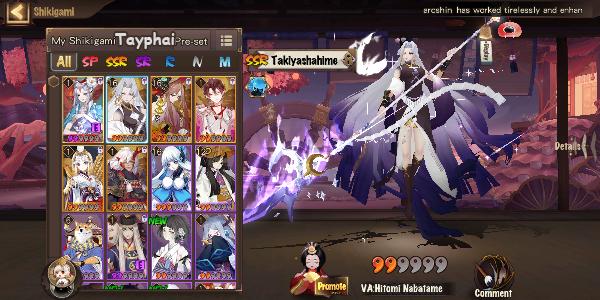 Shikigami
arcshin has worked tirelessly and enhan
My Shikigami Tayphai Pre-set
All SP SSR SR R N M
SSR Takiyashahime
Details
NEW
NEW
Promote
VA:Hitomi Nabatame
Comment